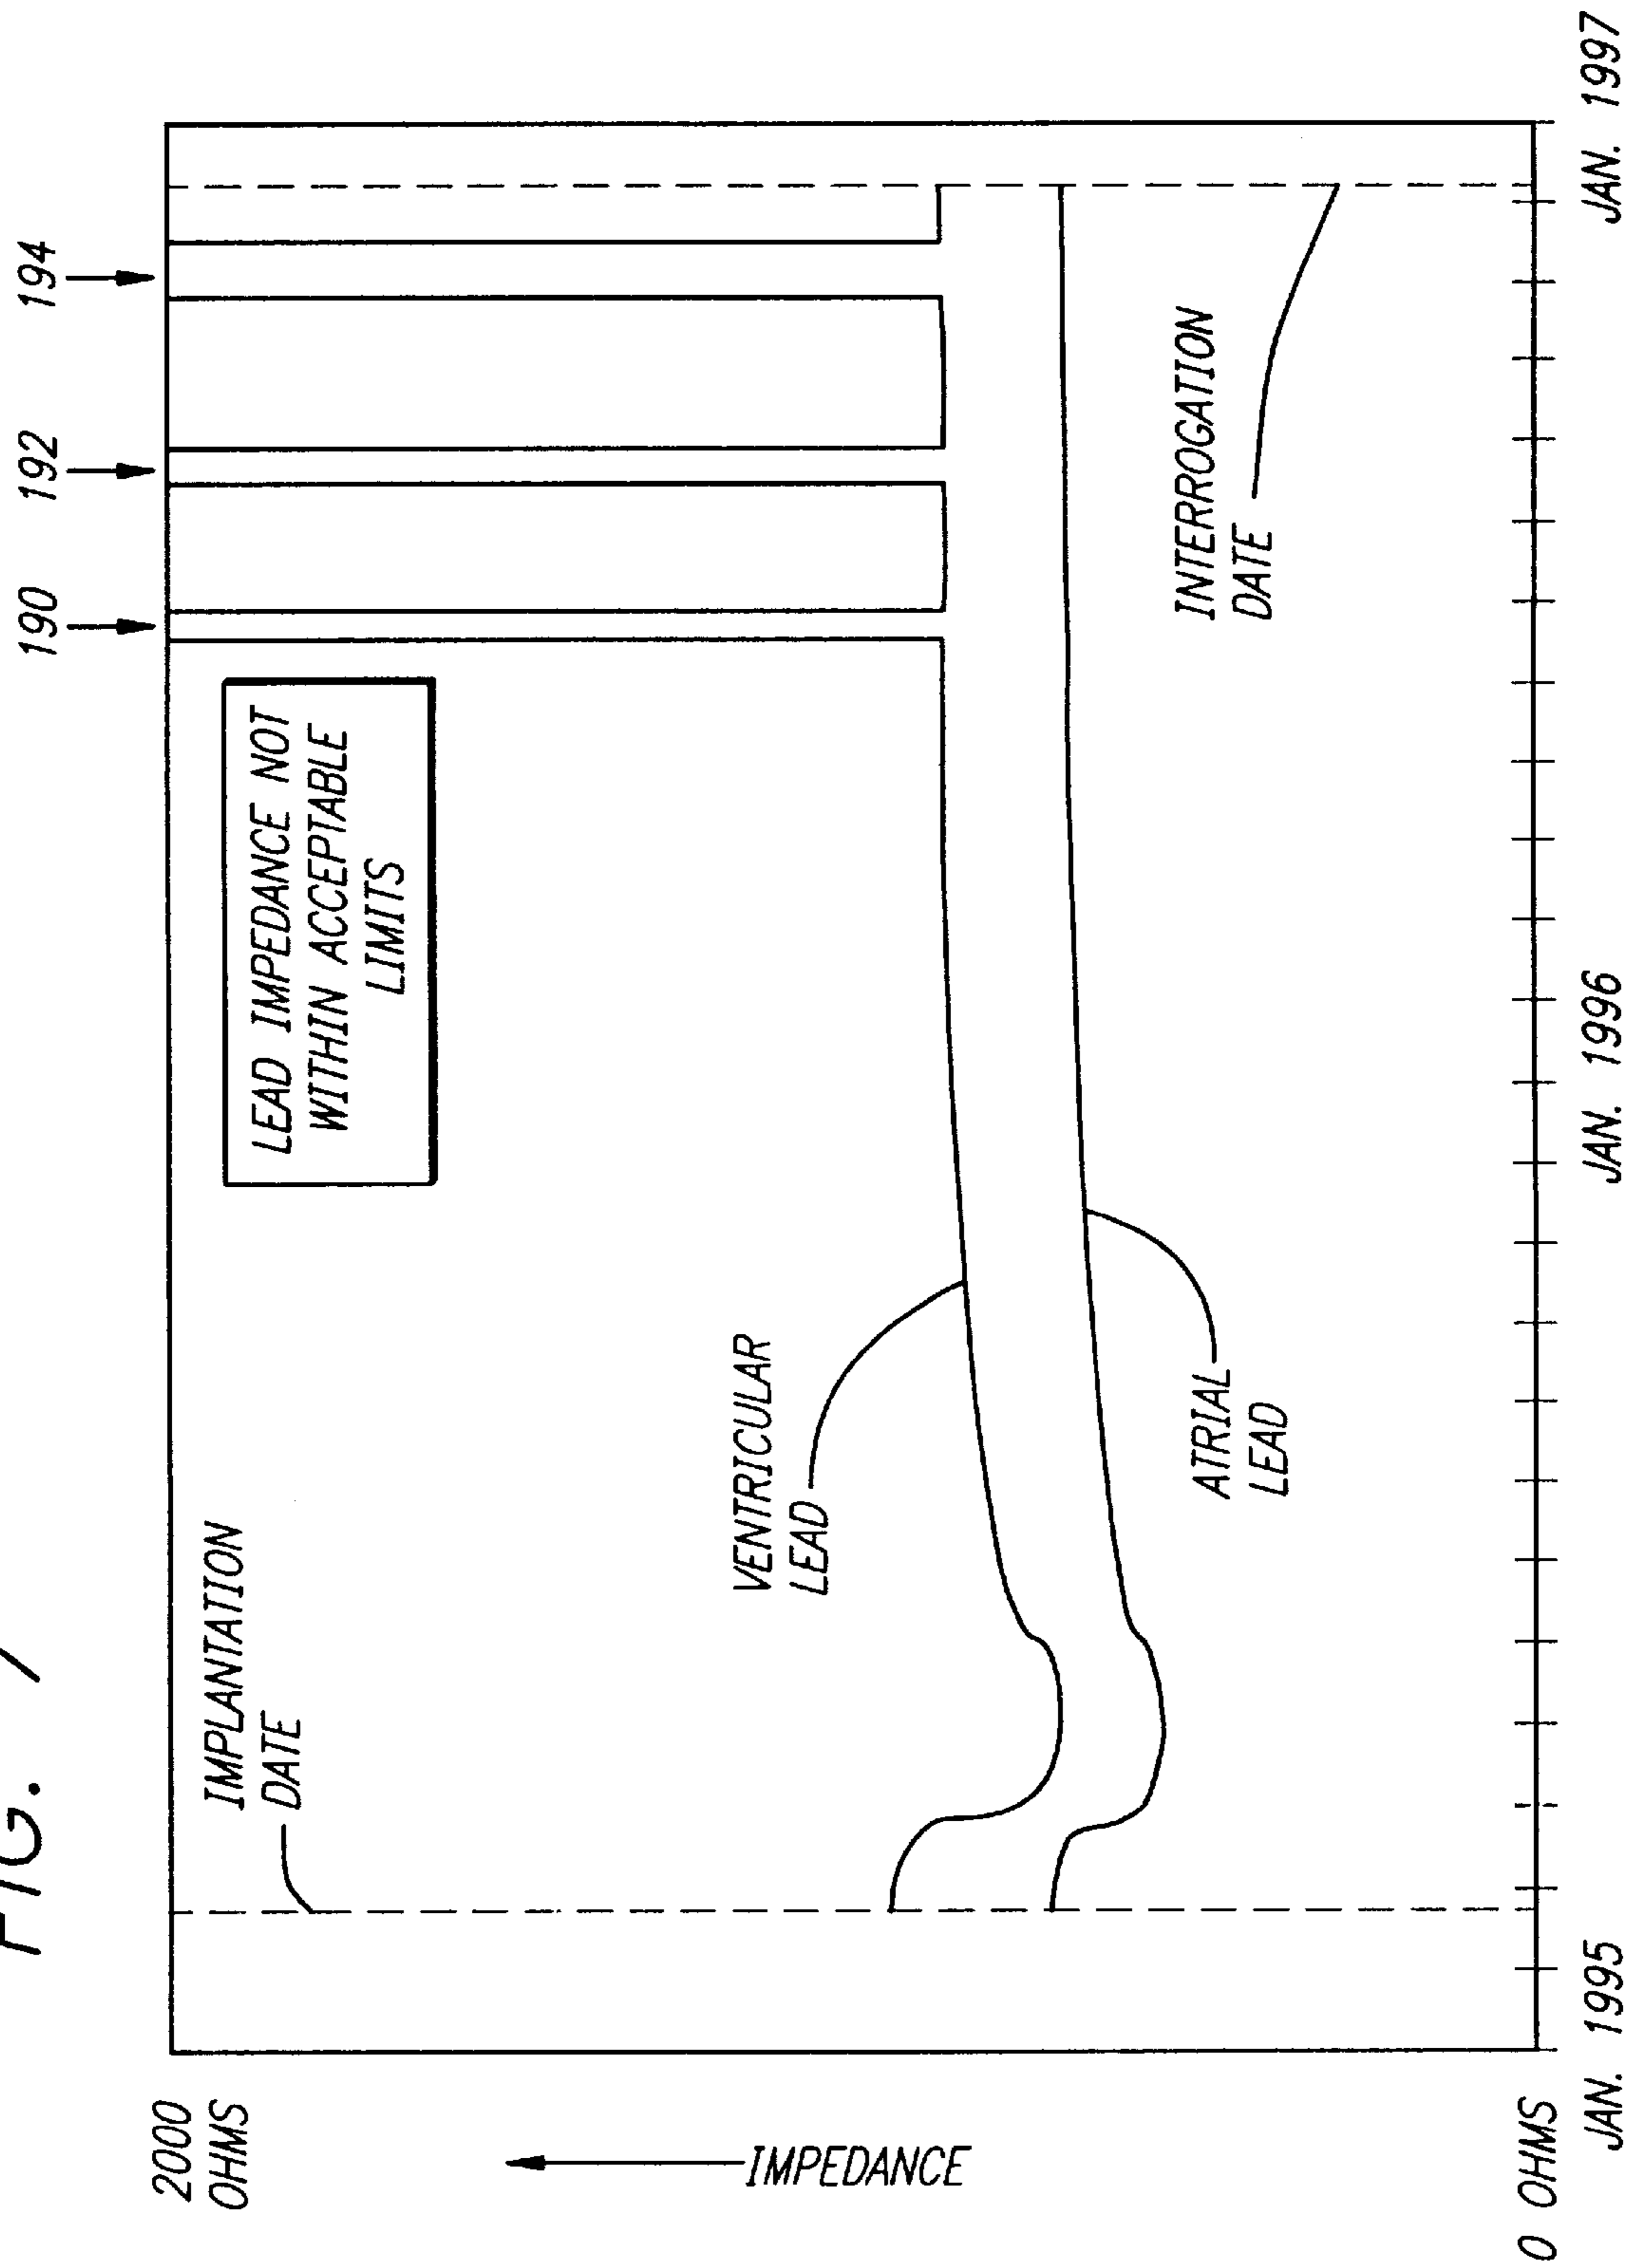 FIG. 7
190
192
194
2000
OHMS
IMPLANTATION
DATE
LEAD IMPEDANCE NOT
WITHIN ACCEPTABLE
LIMITS
IMPEDANCE
VENTRICULAR
LEAD
ATRIAL
LEAD
INTERROGATION
DATE
0 OHMS
JAN. 1995
JAN. 1996
JAN. 1997